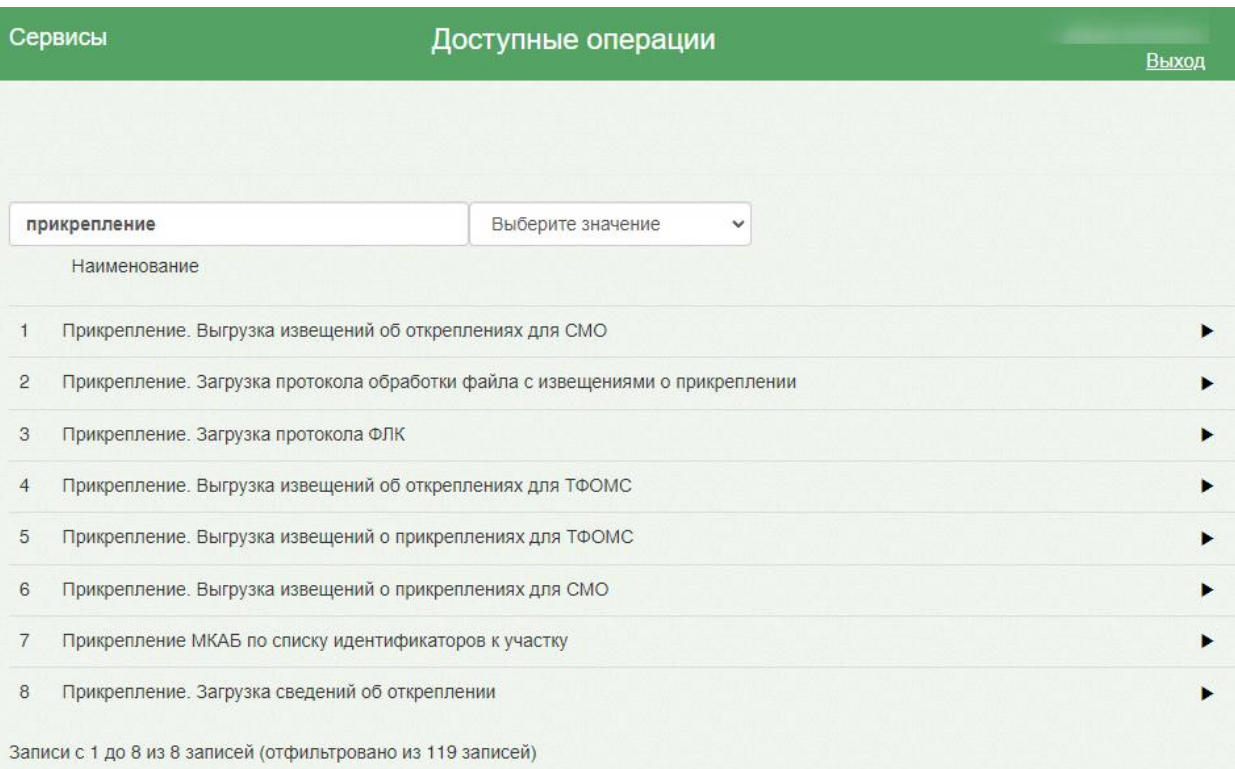 Сервисы
Доступные операции
Выход
прикрепление
Выберите значение
Наименование
1 Прикрепление. Выгрузка извещений об откреплениях для СМО
2 Прикрепление. Загрузка протокола обработки файла с извещениями о прикреплении
3 Прикрепление. Загрузка протокола ФЛК
4 Прикрепление. Выгрузка извещений об откреплениях для ТФОМС
5 Прикрепление. Выгрузка извещений о прикреплениях для ТФОМС
6 Прикрепление. Выгрузка извещений о прикреплениях для СМО
7 Прикрепление МКАБ по списку идентификаторов к участку
8 Прикрепление. Загрузка сведений об откреплении
Записи с 1 до 8 из 8 записей (отфильтровано из 119 записей)